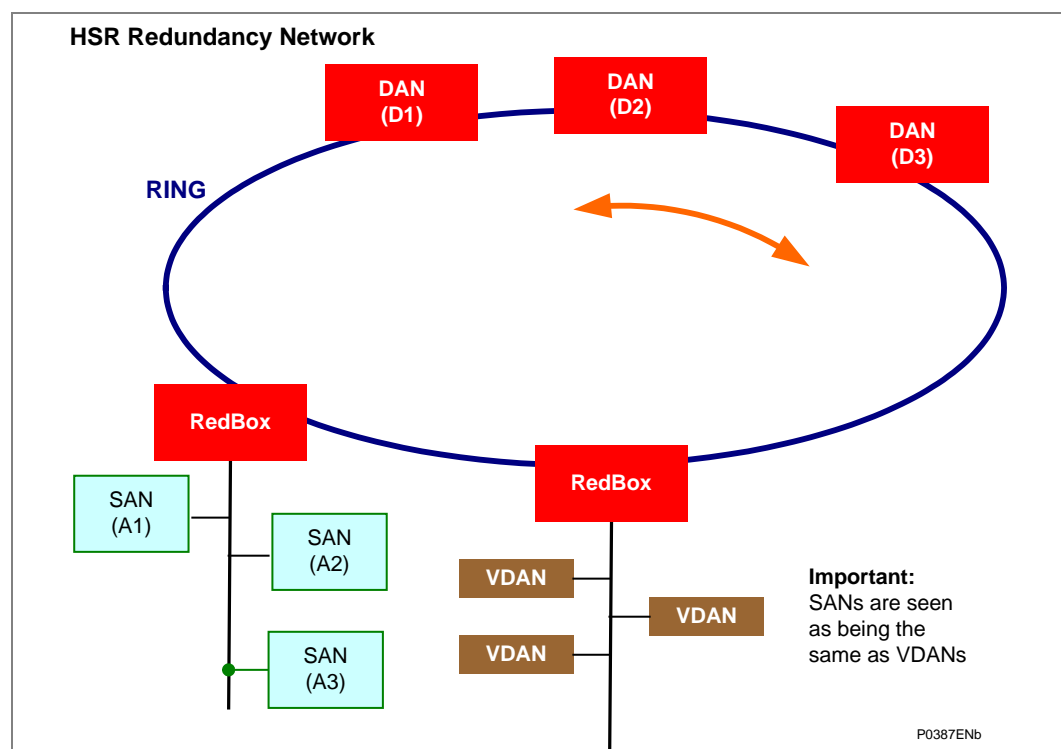 HSR Redundancy Network
DAN
(D1)
DAN
(D2)
DAN
(D3)
RING
RedBox
RedBox
SAN
(A1)
SAN
(A2)
SAN
(A3)
VDAN
VDAN
VDAN
Important:
SANs are seen
as being the
same as VDANs
P0387ENb